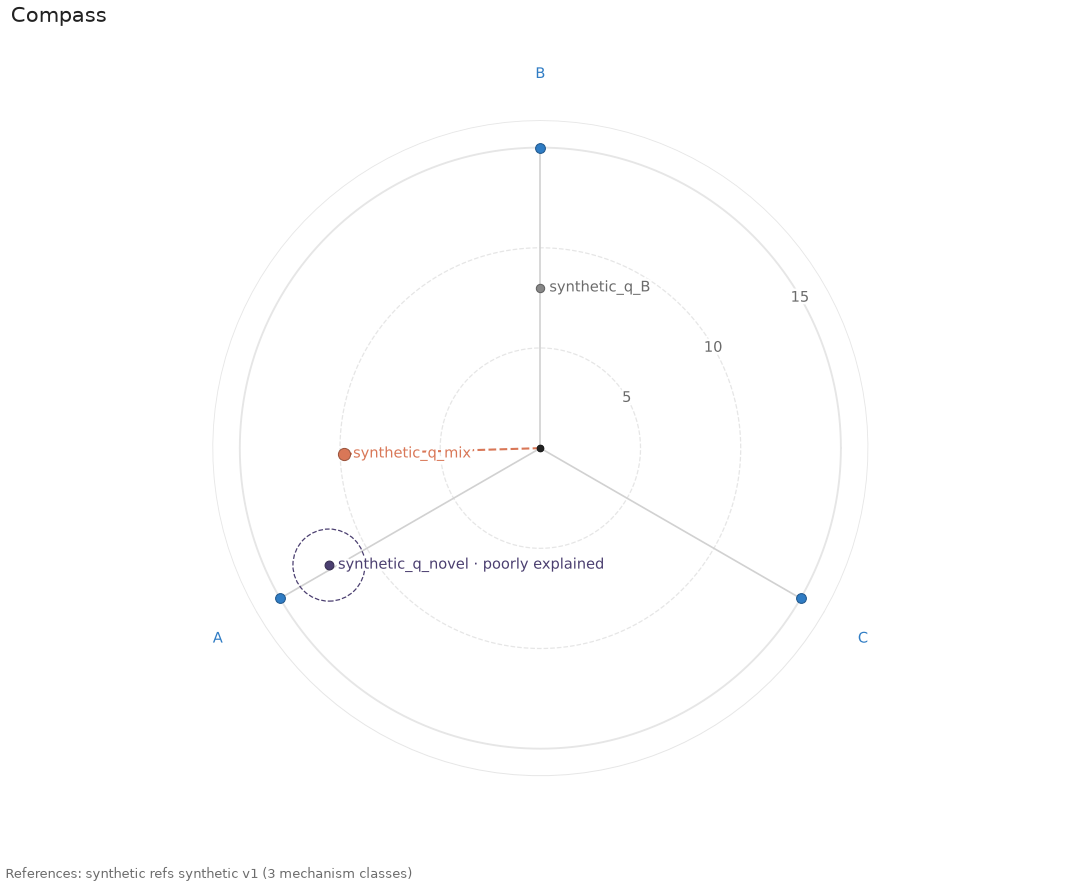 Compass
B
synthetic_q_B
15
10
5
synthetic_q_mix
synthetic_q_novel · poorly explained
A
C
References: synthetic refs synthetic v1 (3 mechanism classes)